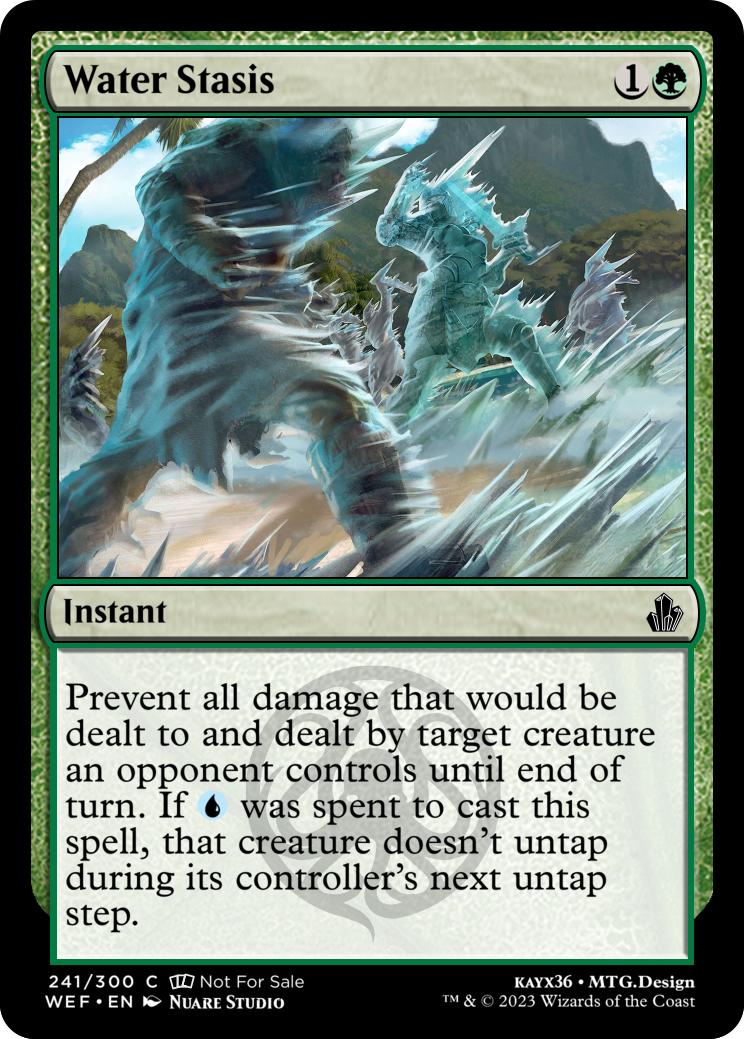 Water Stasis 1
Instant
Prevent all damage that would be
dealt to and dealt by target creature
an opponent controls until end of
turn. If was spent to cast this
spell, that creature doesn't untap
during its controller's next untap
step.
241/300 C Not For Sale
WEF • EN NUARE STUDIO
KAYX36 • MTG.Design
™ & © 2023 Wizards of the Coast